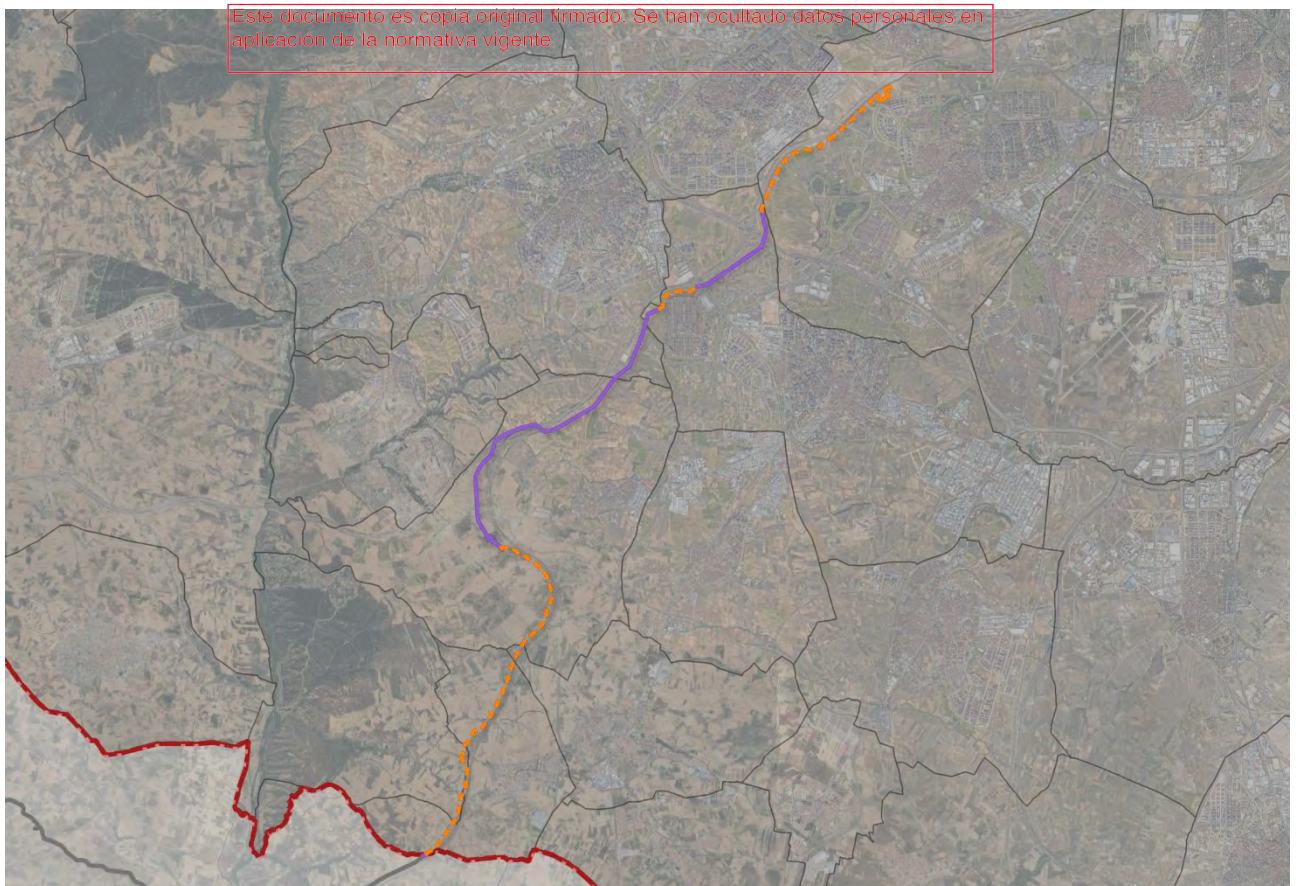 Este documento es copia original firmado. Se han ocultado datos personales en
aplicación de la normativa vigente